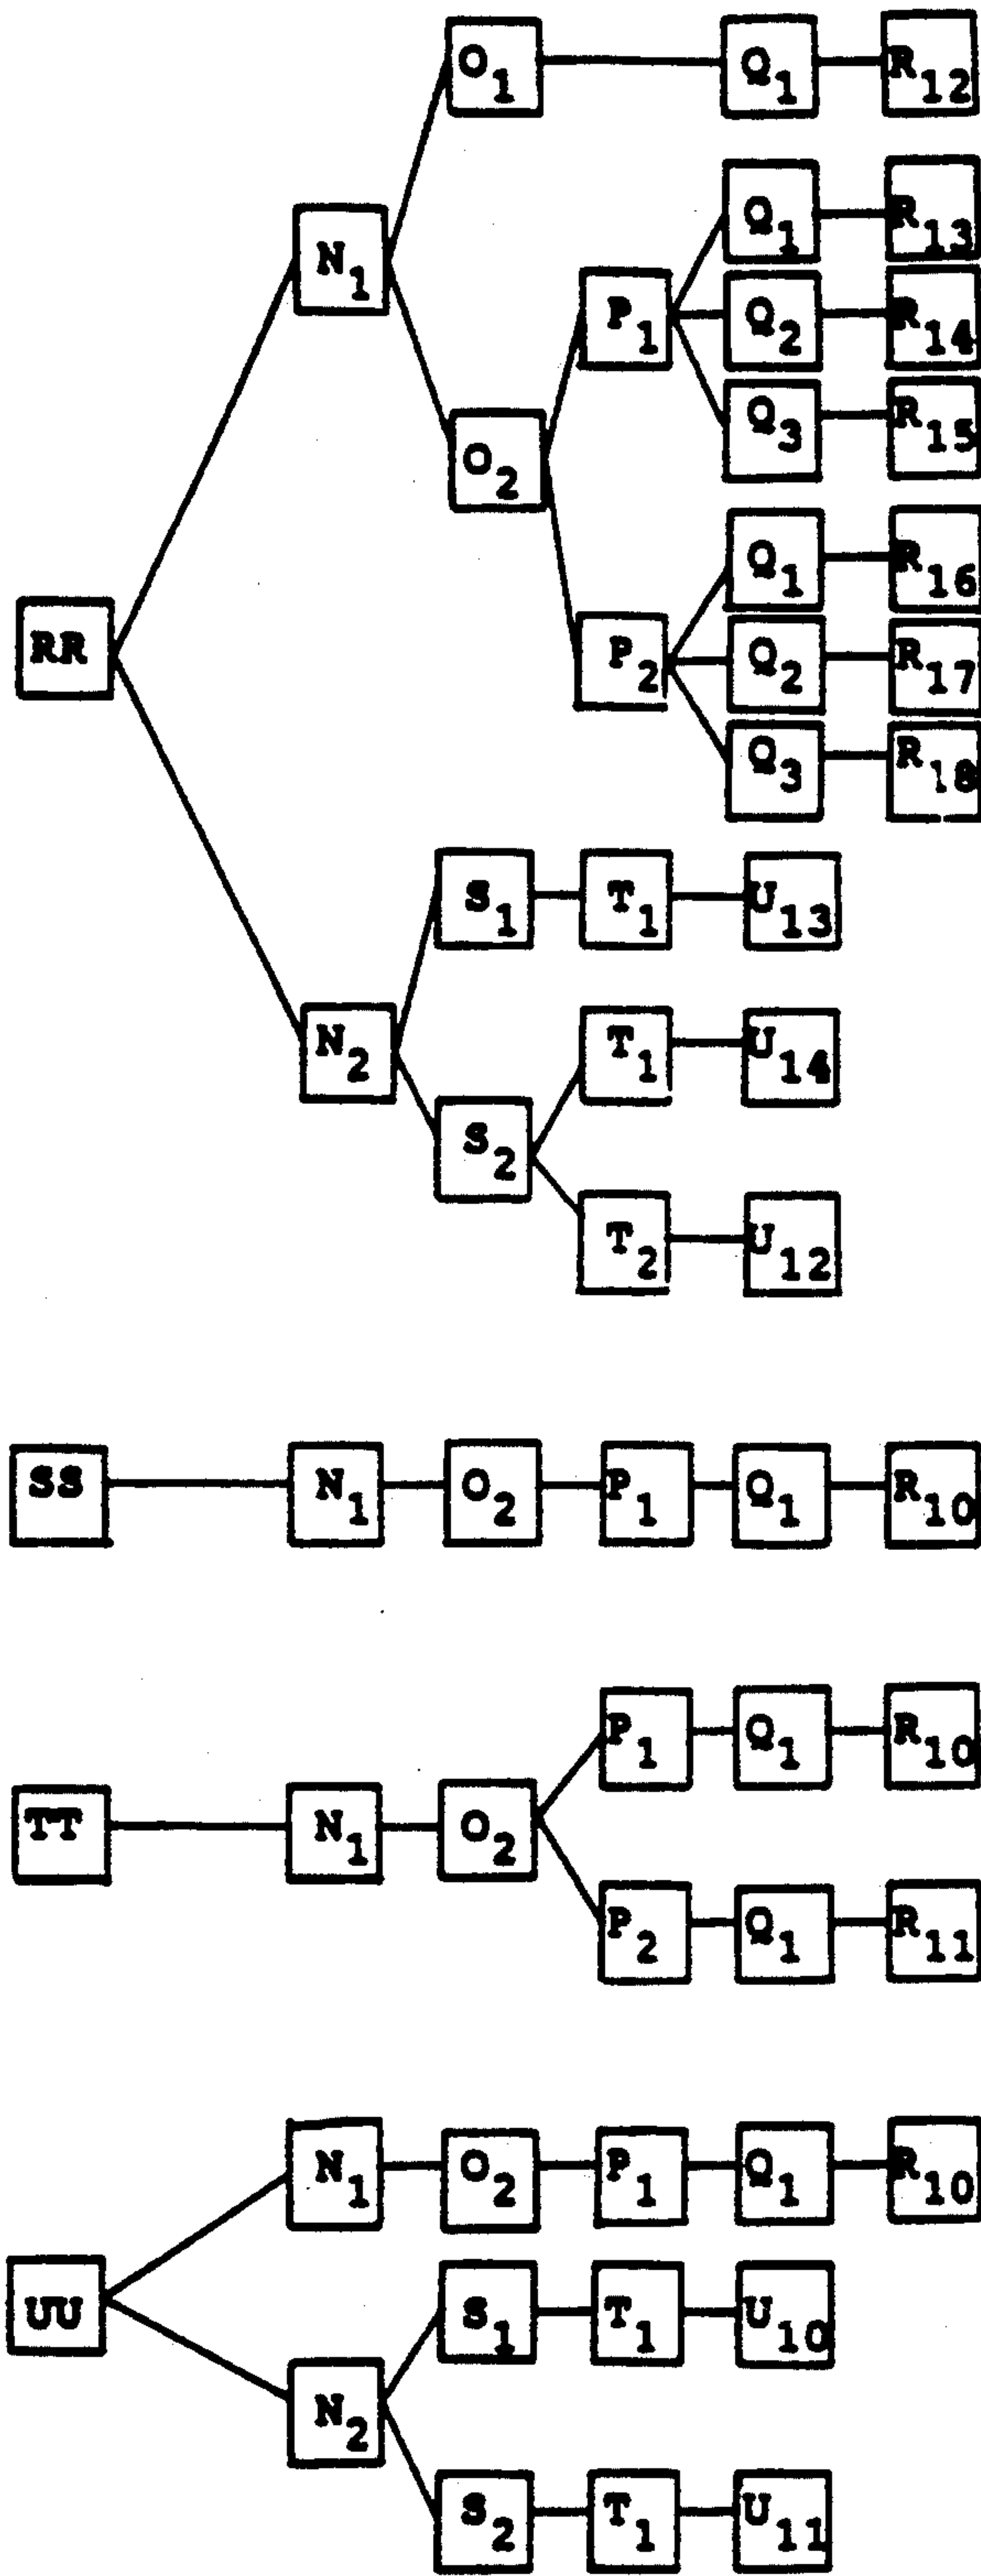 O1 Q1 R12
Q1 R13
N1
P1 Q2 R14
Q3 R15
O2
Q1 R16
RR P2 Q2 R17
Q3 R18
S1 T1 U13
N2 T1 U14
S2
T2 U12
SS N1 O2 P1 Q1 R10
P1 Q1 R10
TT N1 O2
P2 Q1 R11
N1 O2 P1 Q1 R10
UU S1 T1 U10
N2
S2 T1 U11